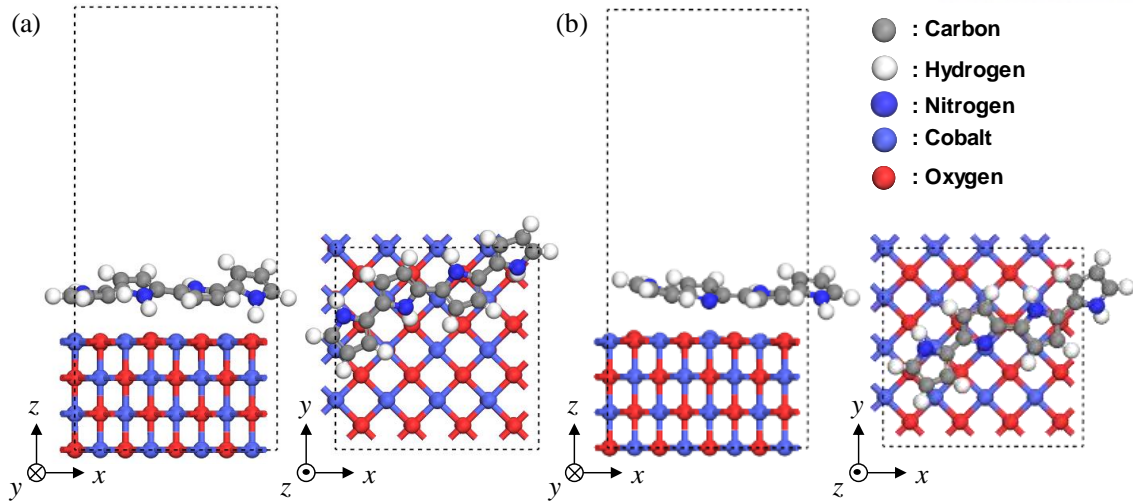 (a)
(b)
: Carbon
: Hydrogen
: Nitrogen
: Cobalt
: Oxygen
z
y
x
y
z
x
z
y
x
y
z
x